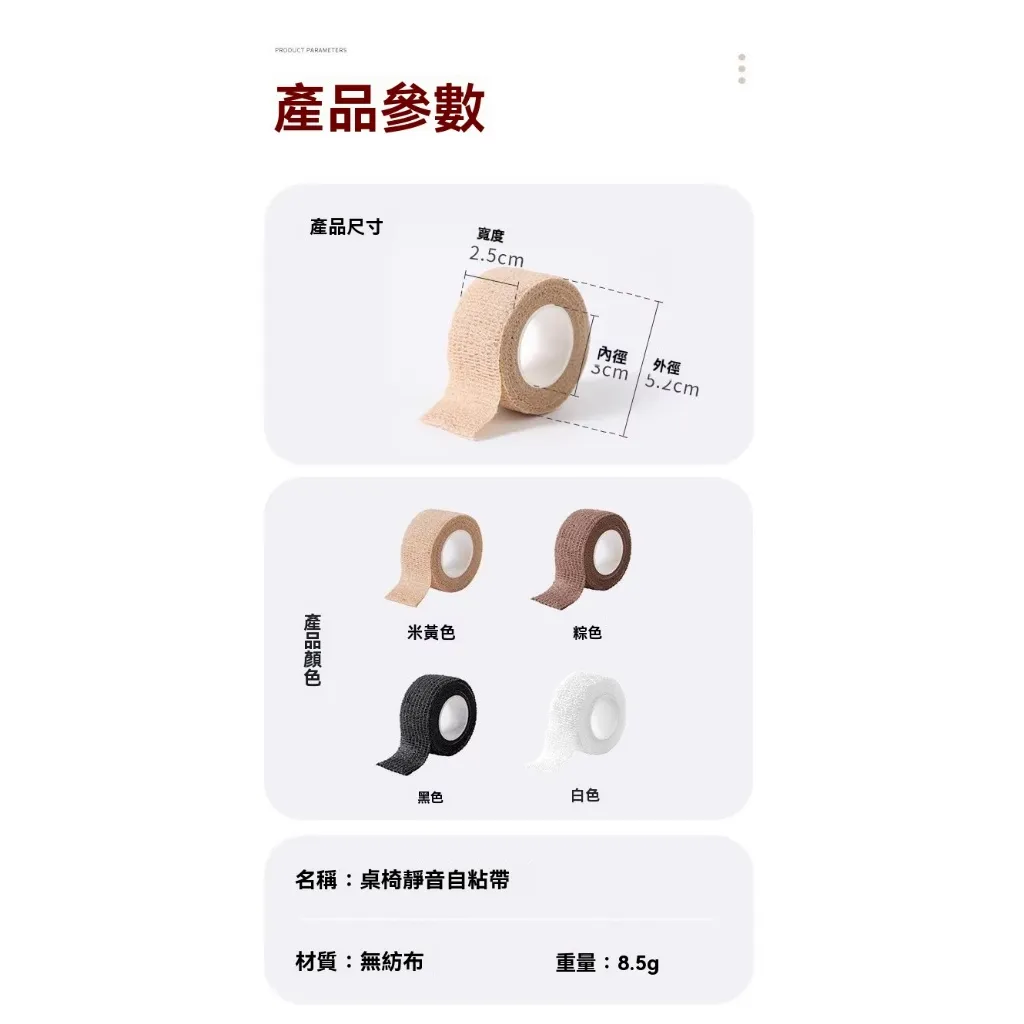 PRODUCT PARAMETERS
產品參數
產品尺寸
寬度
2.5cm
內徑
3cm
外徑
5.2cm
產品顏色
米黃色
粽色
黑色
白色
名稱：桌椅靜音自粘帶
材質：無紡布
重量：8.5g